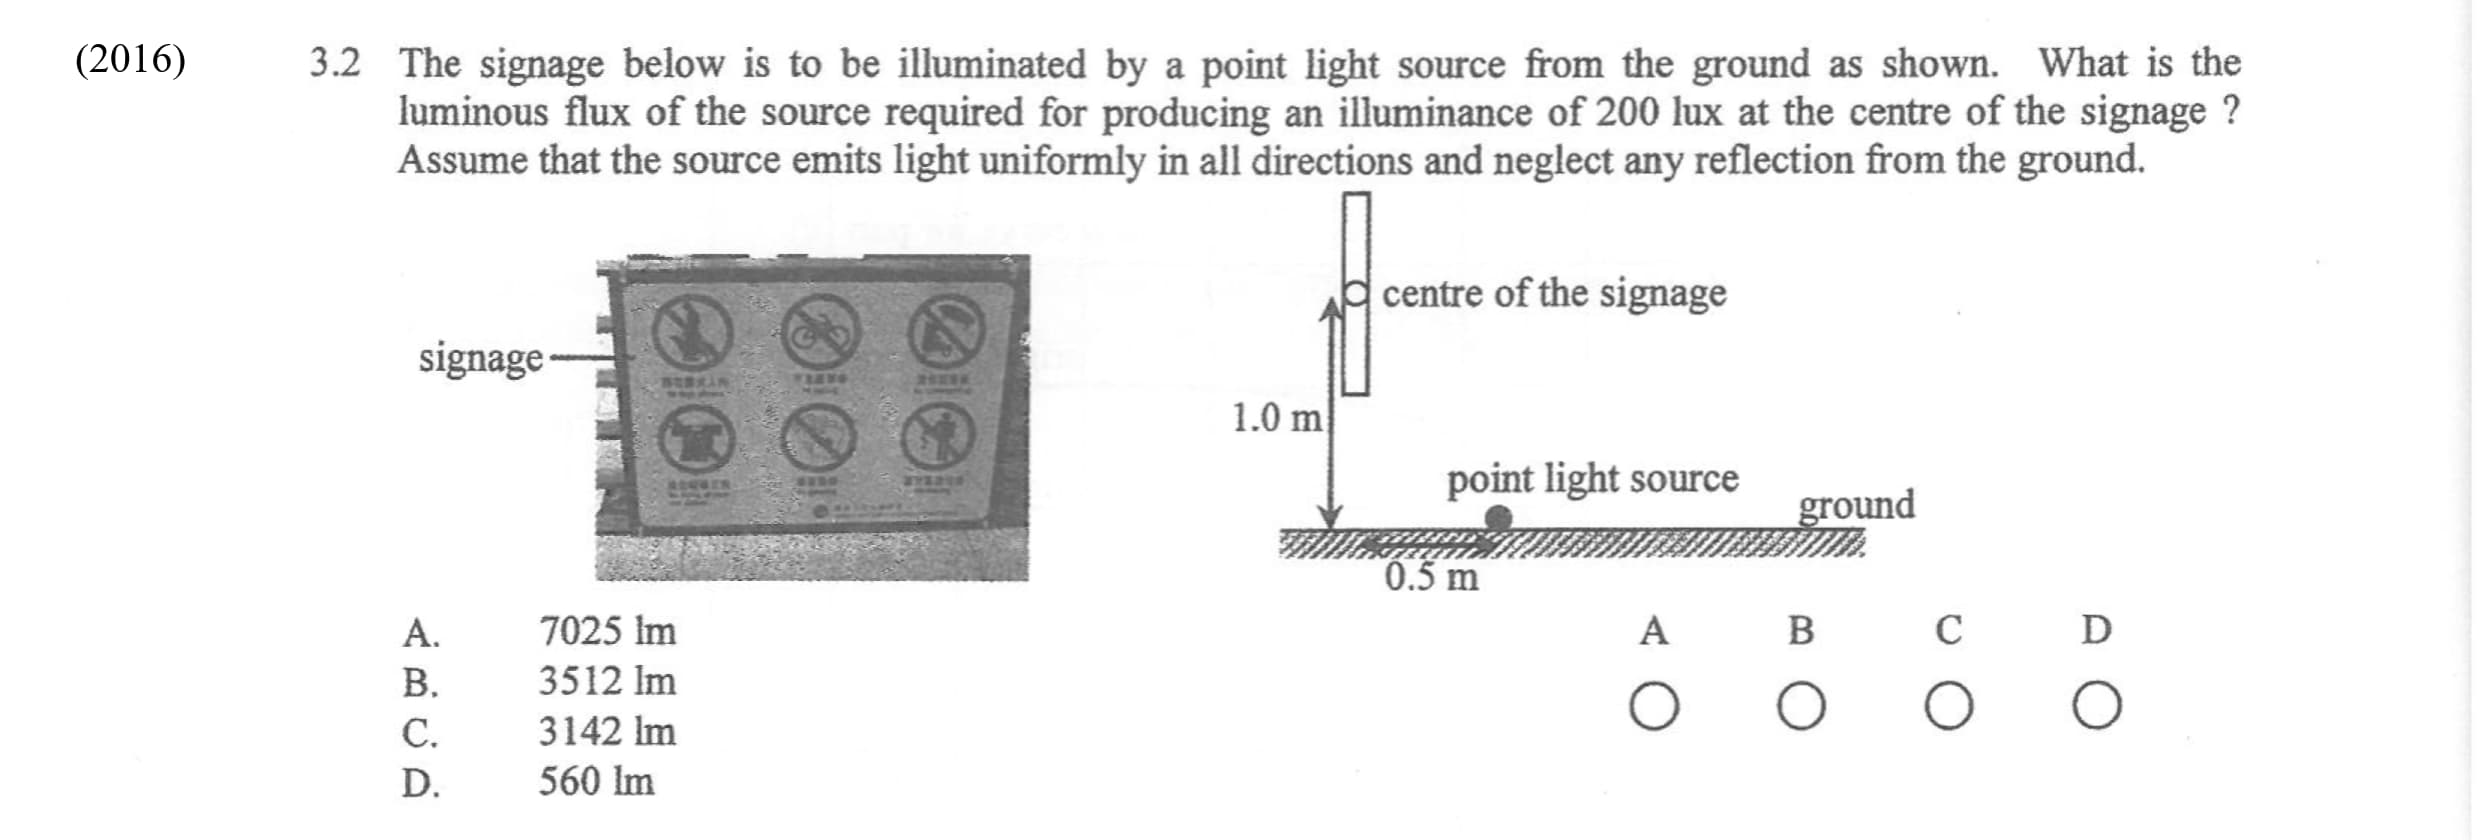 (2016)
3.2 The signage below is to be illuminated by a point light source from the ground as shown. What is the
luminous flux of the source required for producing an illuminance of 200 lux at the centre of the signage ?
Assume that the source emits light uniformly in all directions and neglect any reflection from the ground.
centre of the signage
signage
1.0 m
point light source
ground
0.5 m
A. 7025 lm
B. 3512 lm
C. 3142 lm
D. 560 lm
A B C D